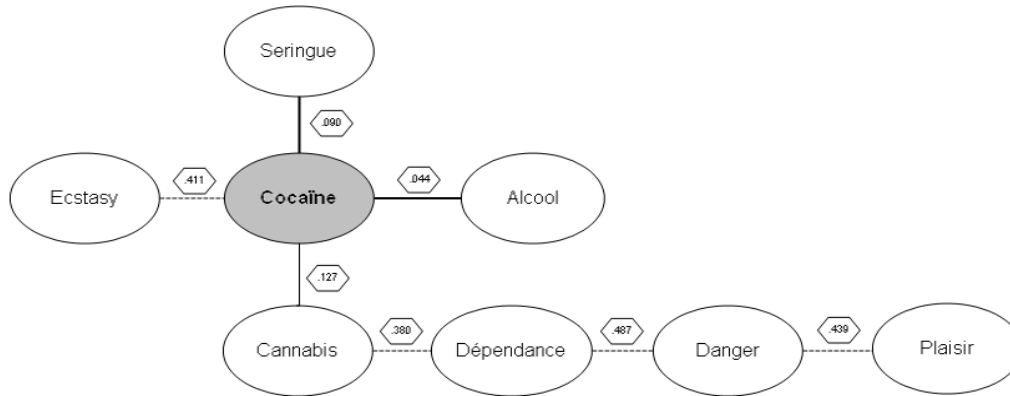 Seringue
.090
Ecstasy
.411
Cocaïne
.044
Alcool
.127
Cannabis
.380
Dépendance
.487
Danger
.439
Plaisir